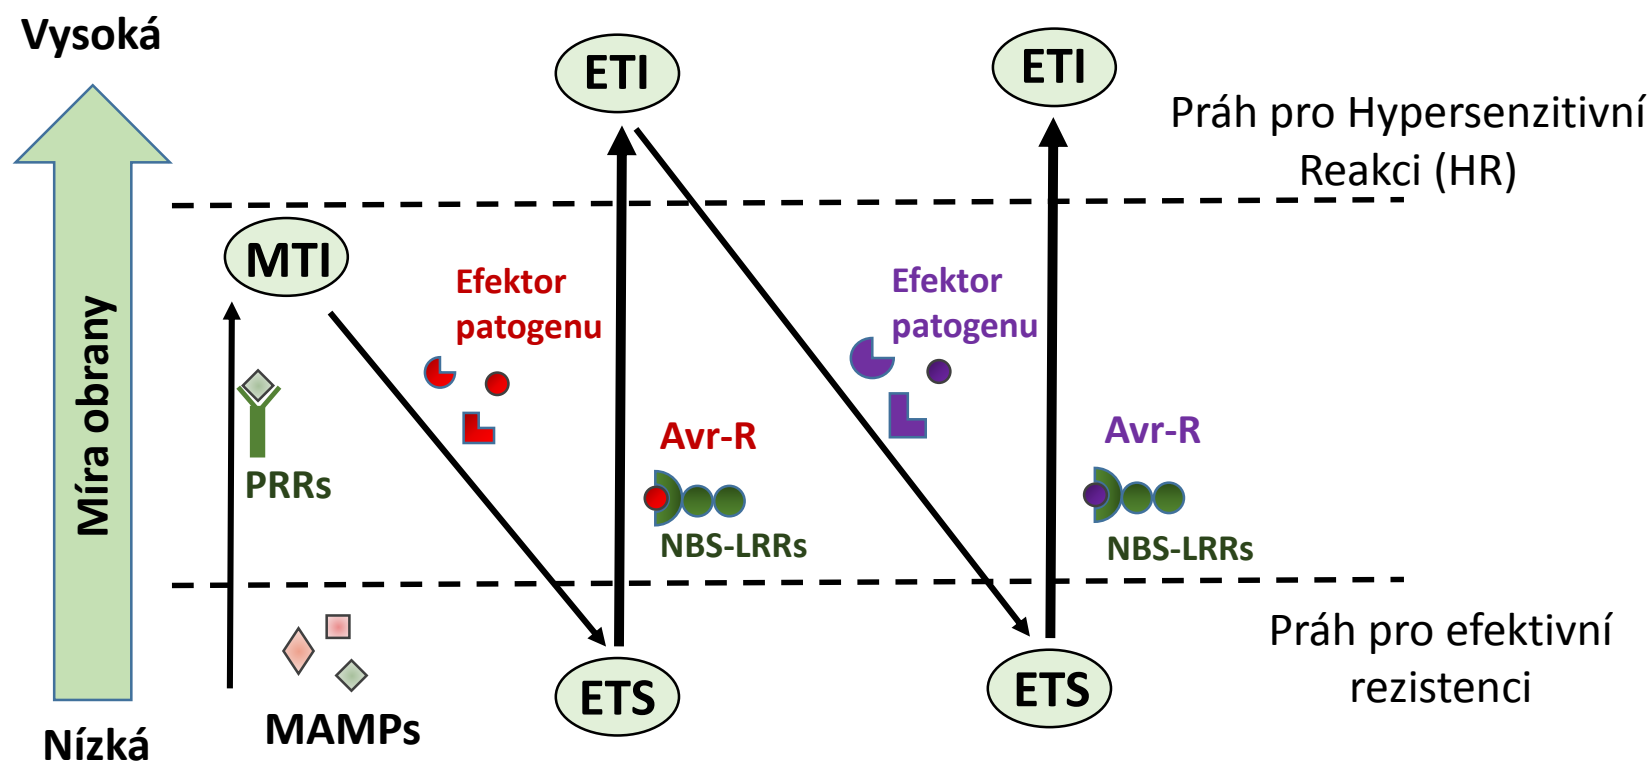 Vysoká
Míra obrany
Nízká
MTI
PRRs
MAMPs
ETI
Efektor
patogenu
Avr-R
NBS-LRRs
ETS
ETI
Efektor
patogenu
Avr-R
NBS-LRRs
ETS
Práh pro Hypersenzitivní
Reakci (HR)
Práh pro efektivní
rezistenci